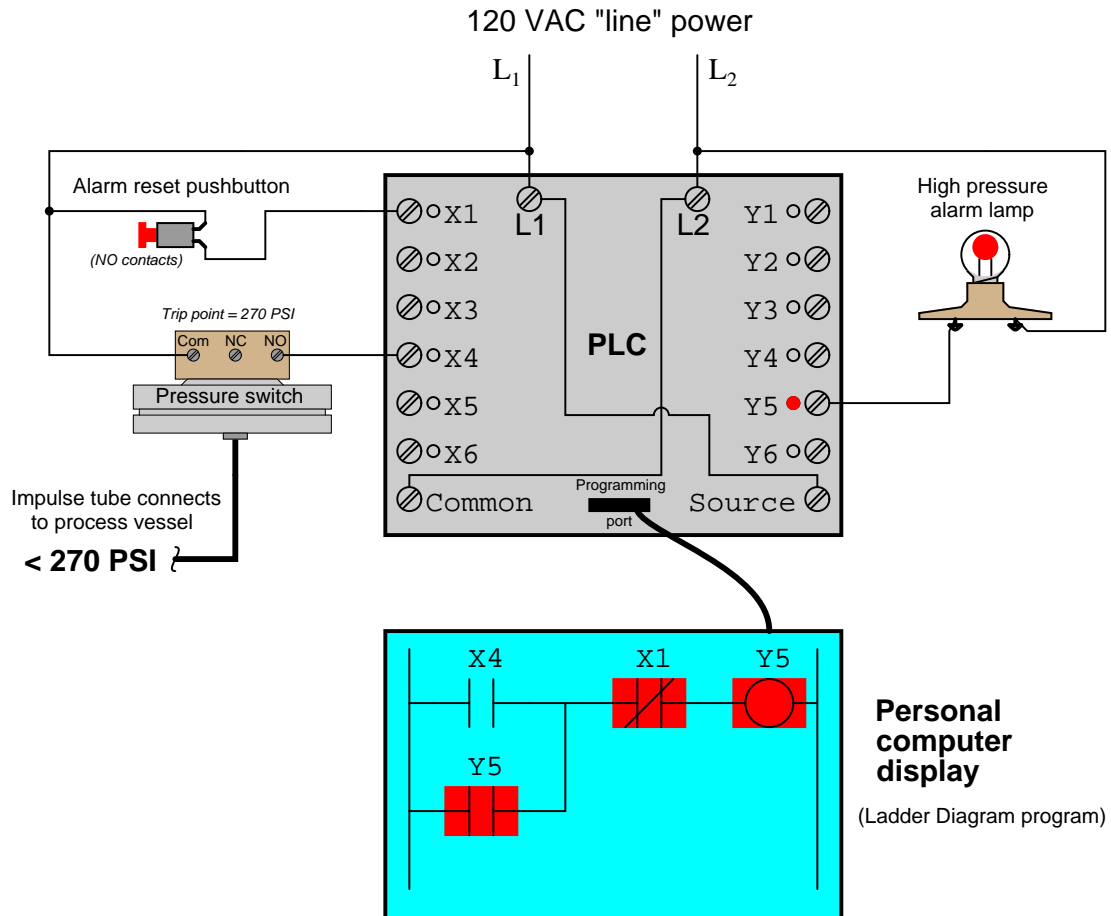 120 VAC "line" power
L1
L2
Alarm reset pushbutton
(NO contacts)
Trip point = 270 PSI
Com NC NO
Pressure switch
Impulse tube connects
to process vessel
< 270 PSI
X1
X2
X3
X4
X5
X6
Common
L1
L2
PLC
Programming
port
Y1
Y2
Y3
Y4
Y5
Y6
Source
High pressure
alarm lamp
X4 X1 Y5
Y5
Personal
computer
display
(Ladder Diagram program)